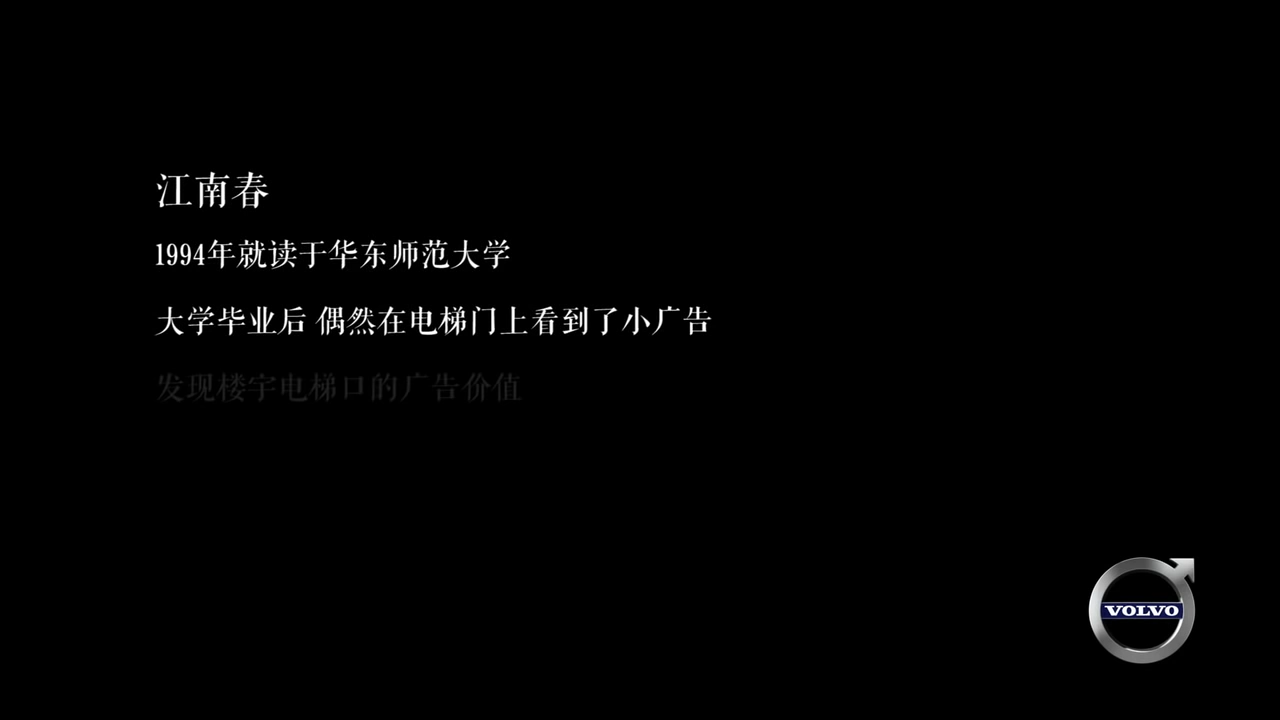 江南春
1994年就读于华东师范大学
大学毕业后 偶然在电梯门上看到了小广告
发现楼宇电梯口的广告价值
VOLVO